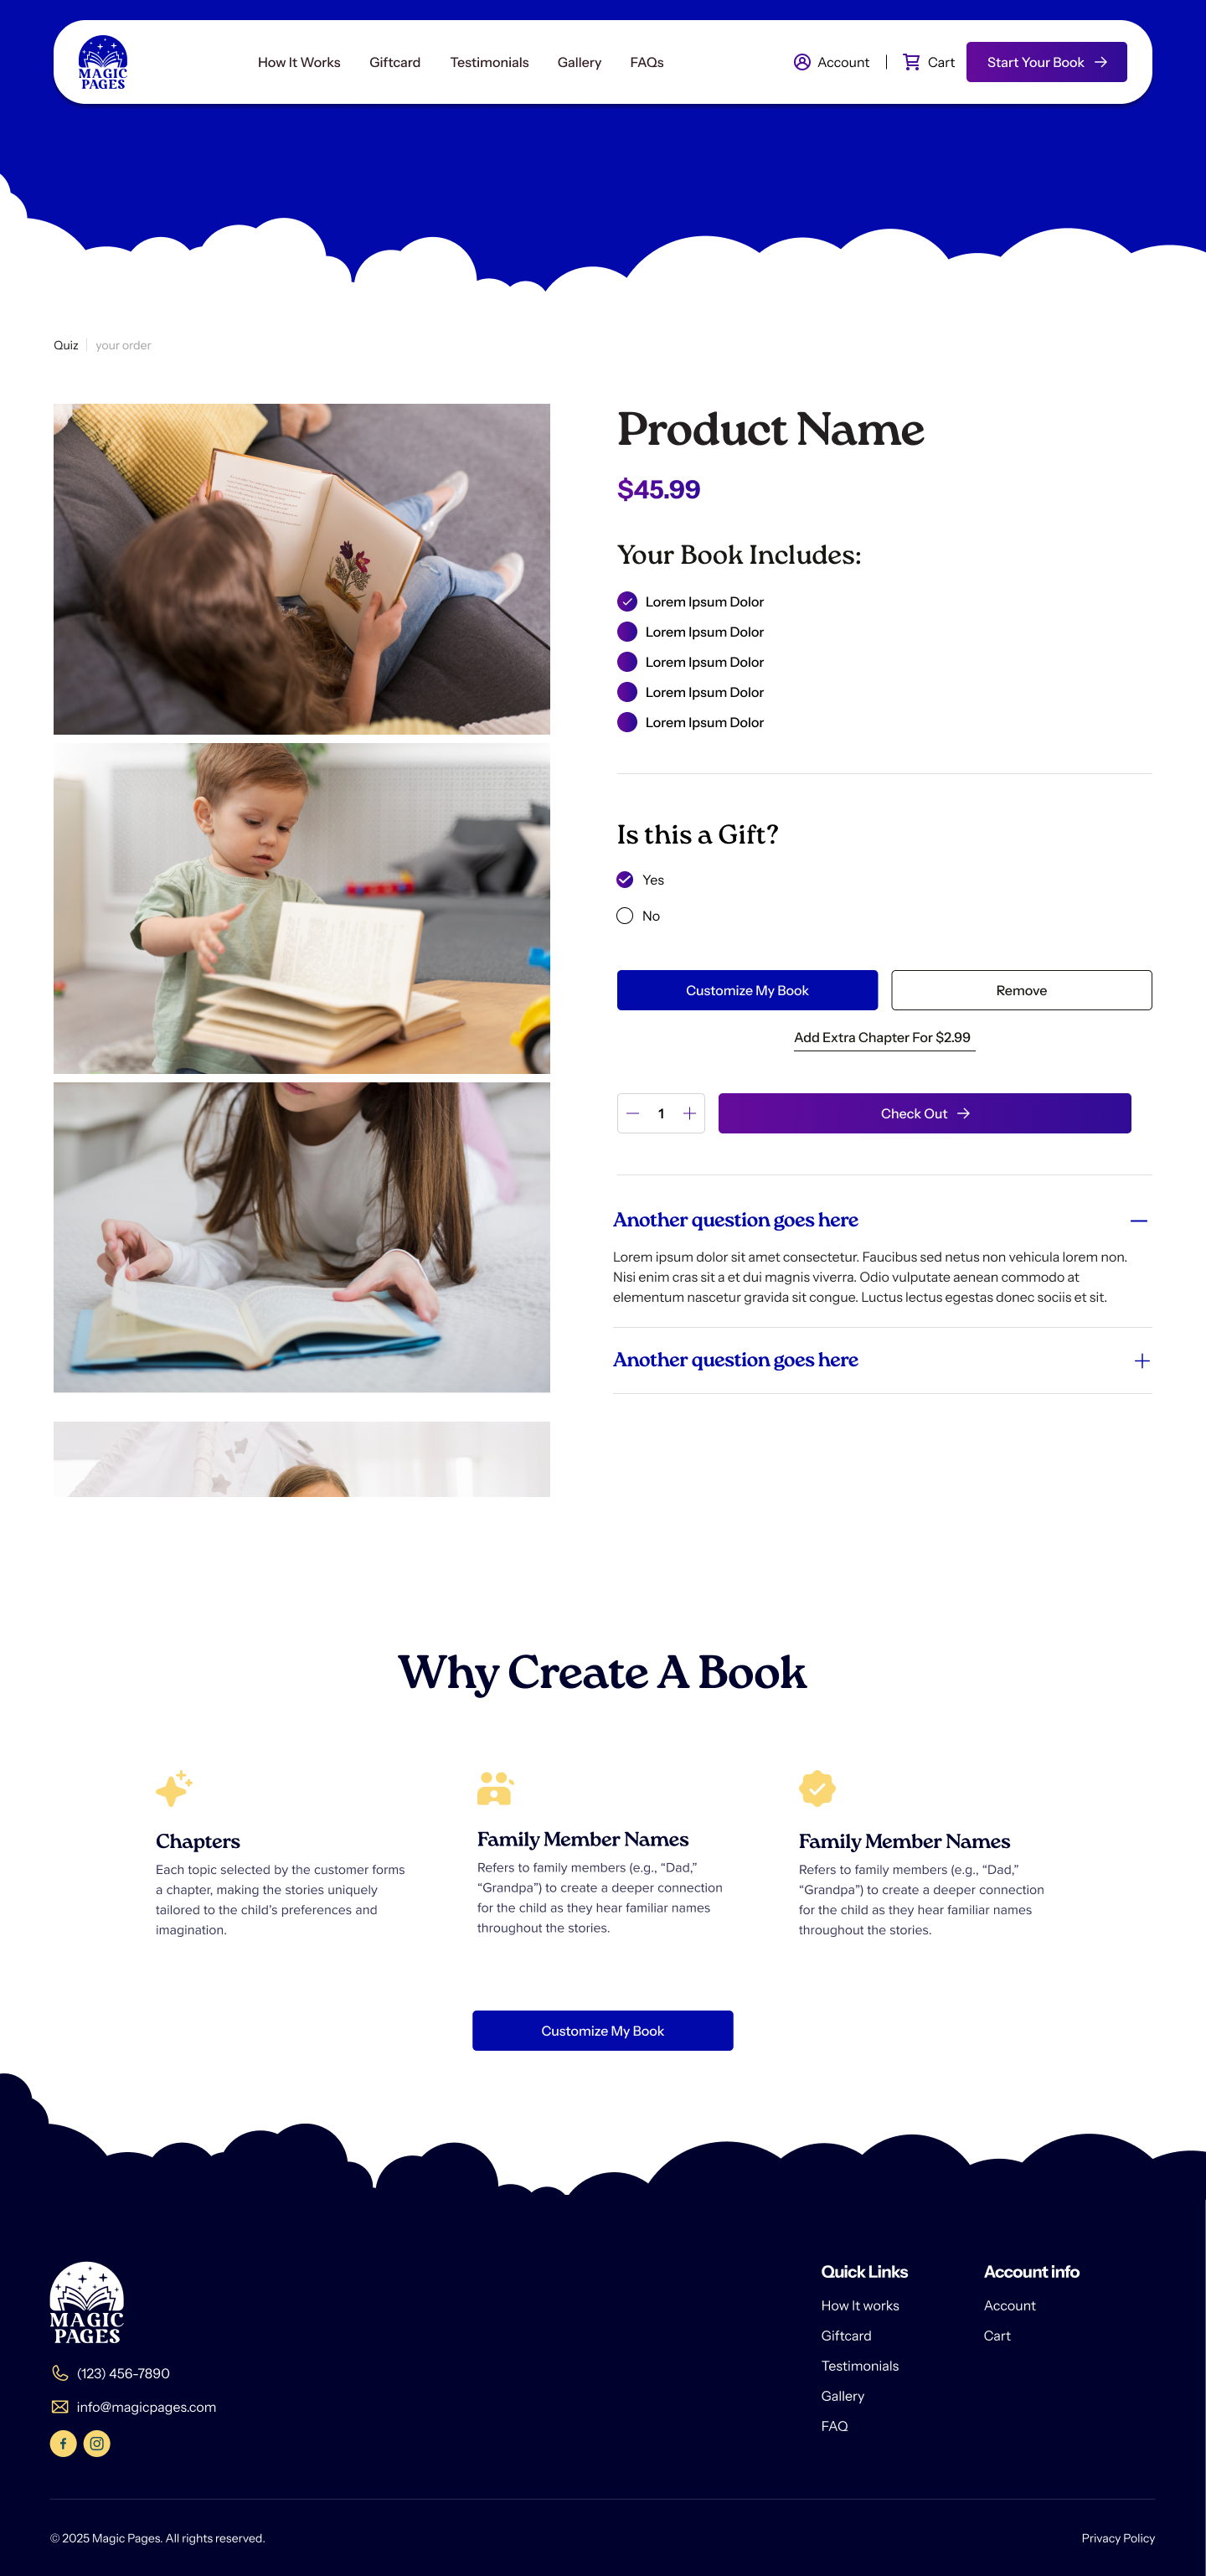 MAGIC
PAGES
How It Works
Giftcard
Testimonials
Gallery
FAQs
Account
Cart
Start Your Book
Quiz
your order
Product Name
$45.99
Your Book Includes:
Lorem Ipsum Dolor
Lorem Ipsum Dolor
Lorem Ipsum Dolor
Lorem Ipsum Dolor
Lorem Ipsum Dolor
Is this a Gift?
Yes
No
Customize My Book
Remove
Add Extra Chapter For $2.99
1
Check Out
Another question goes here
Lorem ipsum dolor sit amet consectetur. Faucibus sed netus non vehicula lorem non.
Nisi enim cras sit a et dui magnis viverra. Odio vulputate aenean commodo at
elementum nascetur gravida sit congue. Luctus lectus egestas donec sociis et sit.
Another question goes here
Why Create A Book
Chapters
Each topic selected by the customer forms
a chapter, making the stories uniquely
tailored to the child’s preferences and
imagination.
Family Member Names
Refers to family members (e.g., “Dad,”
“Grandpa”) to create a deeper connection
for the child as they hear familiar names
throughout the stories.
Family Member Names
Refers to family members (e.g., “Dad,”
“Grandpa”) to create a deeper connection
for the child as they hear familiar names
throughout the stories.
Customize My Book
MAGIC
PAGES
(123) 456-7890
info@magicpages.com
Quick Links
How It works
Giftcard
Testimonials
Gallery
FAQ
Account info
Account
Cart
© 2025 Magic Pages. All rights reserved.
Privacy Policy